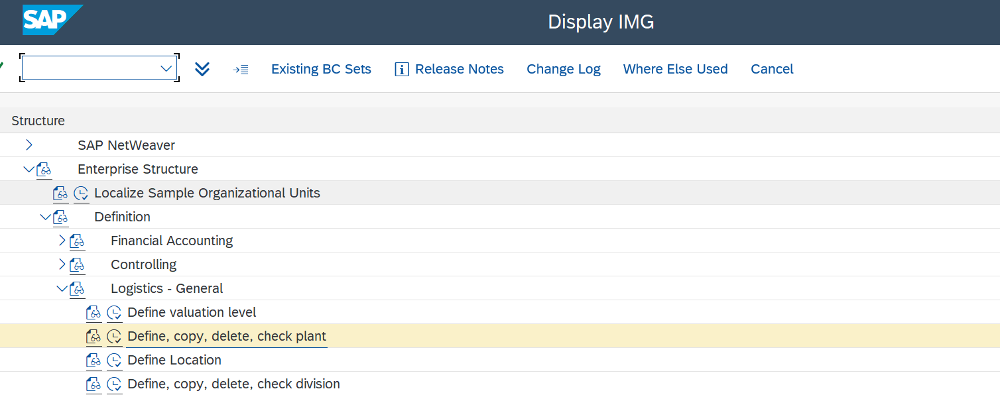 SAP
Display IMG
Existing BC Sets Release Notes Change Log Where Else Used Cancel
Structure
SAP NetWeaver
Enterprise Structure
Localize Sample Organizational Units
Definition
Financial Accounting
Controlling
Logistics - General
Define valuation level
Define, copy, delete, check plant
Define Location
Define, copy, delete, check division